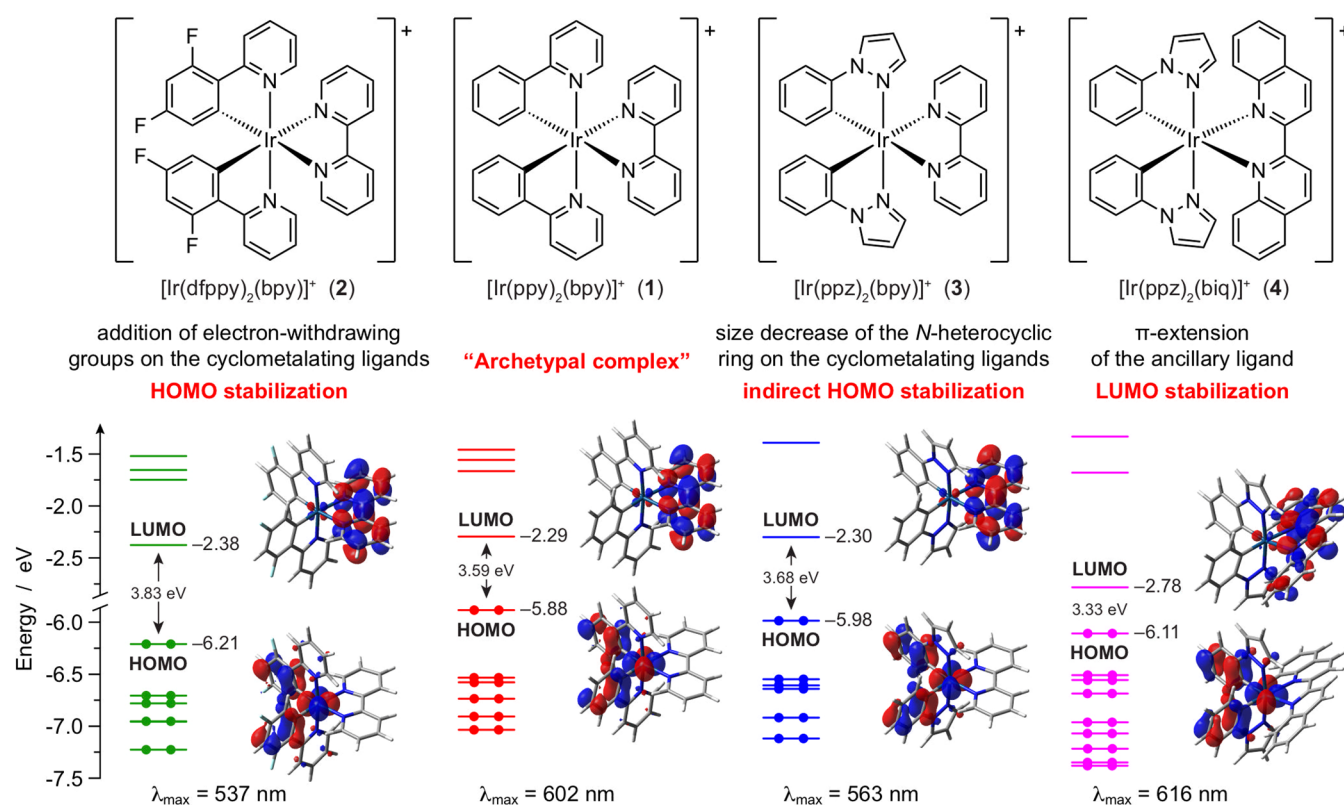 F
F
F
F
N
N
N
N
Ir
+
N
N
N
N
Ir
+
N
N
N
N
N
N
Ir
+
N
N
N
N
N
N
Ir
+
[Ir(dfppy)₂(bpy)]⁺ (2)
[Ir(ppy)₂(bpy)]⁺ (1)
[Ir(ppz)₂(bpy)]⁺ (3)
[Ir(ppz)₂(biq)]⁺ (4)
addition of electron-withdrawing
groups on the cyclometalating ligands
HOMO stabilization
"Archetypal complex"
size decrease of the N-heterocyclic
ring on the cyclometalating ligands
indirect HOMO stabilization
π-extension
of the ancillary ligand
LUMO stabilization
Energy / eV
-1.5
-2.0
-2.5
-6.0
-6.5
-7.0
-7.5
LUMO
–2.38
3.83 eV
–6.21
HOMO
λmax = 537 nm
LUMO
–2.29
3.59 eV
–5.88
HOMO
λmax = 602 nm
LUMO
–2.30
3.68 eV
–5.98
HOMO
λmax = 563 nm
LUMO
–2.78
3.33 eV
–6.11
HOMO
λmax = 616 nm